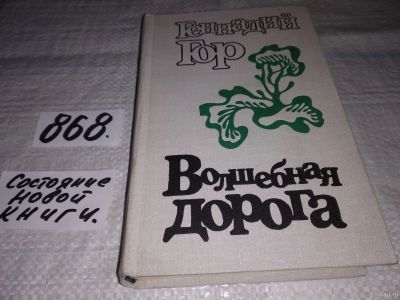 Геннадий
Гор
Волшебная
дорога
868.
Состояние
Новой
книги.